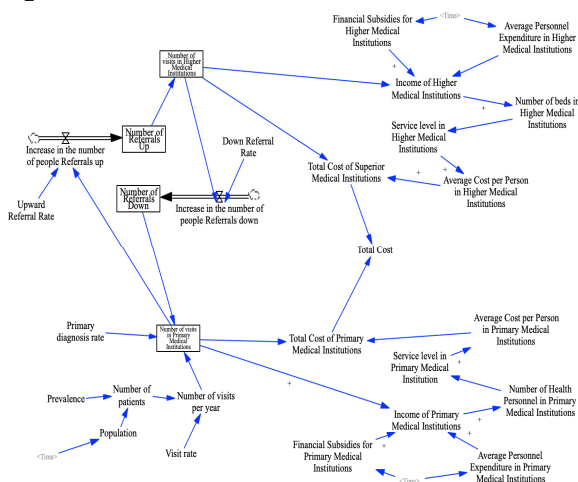 Financial Subsidies for
Higher Medical
Institutions
<Time>
Average Personnel
Expenditure in Higher
Medical Institutions
Number of
visits in Higher
Medical
Institutions
+
Income of Higher
Medical Institutions
+
Number of beds in
Higher Medical
Institutions
Number of
Referrals
Up
Increase in the number
of people Referrals up
Down Referral
Rate
Service level in
Higher Medical
Institutions
Total Cost of Superior
Medical Institutions
+
+
Average Cost per Person
in Higher Medical
Institutions
Upward
Referral Rate
Number of
Referrals
Down
Increase in the number of
people Referrals down
Total Cost
Primary
diagnosis rate
Number of visits
in Primary
Medical
Institutions
Total Cost of Primary
Medical Institutions
Average Cost per Person
in Primary Medical
Institutions
Service level in
Primary Medical
Institution
+
+
Prevalence
Number of
patients
Number of visits
per year
Number of Health
Personnel in Primary
Medical Institutions
+
Income of Primary
Medical Institutions
+
Population
<Time>
Visit rate
Financial Subsidies for
Primary Medical
Institutions
+
+
Average Personnel
Expenditure in Primary
Medical Institutions
<Time>